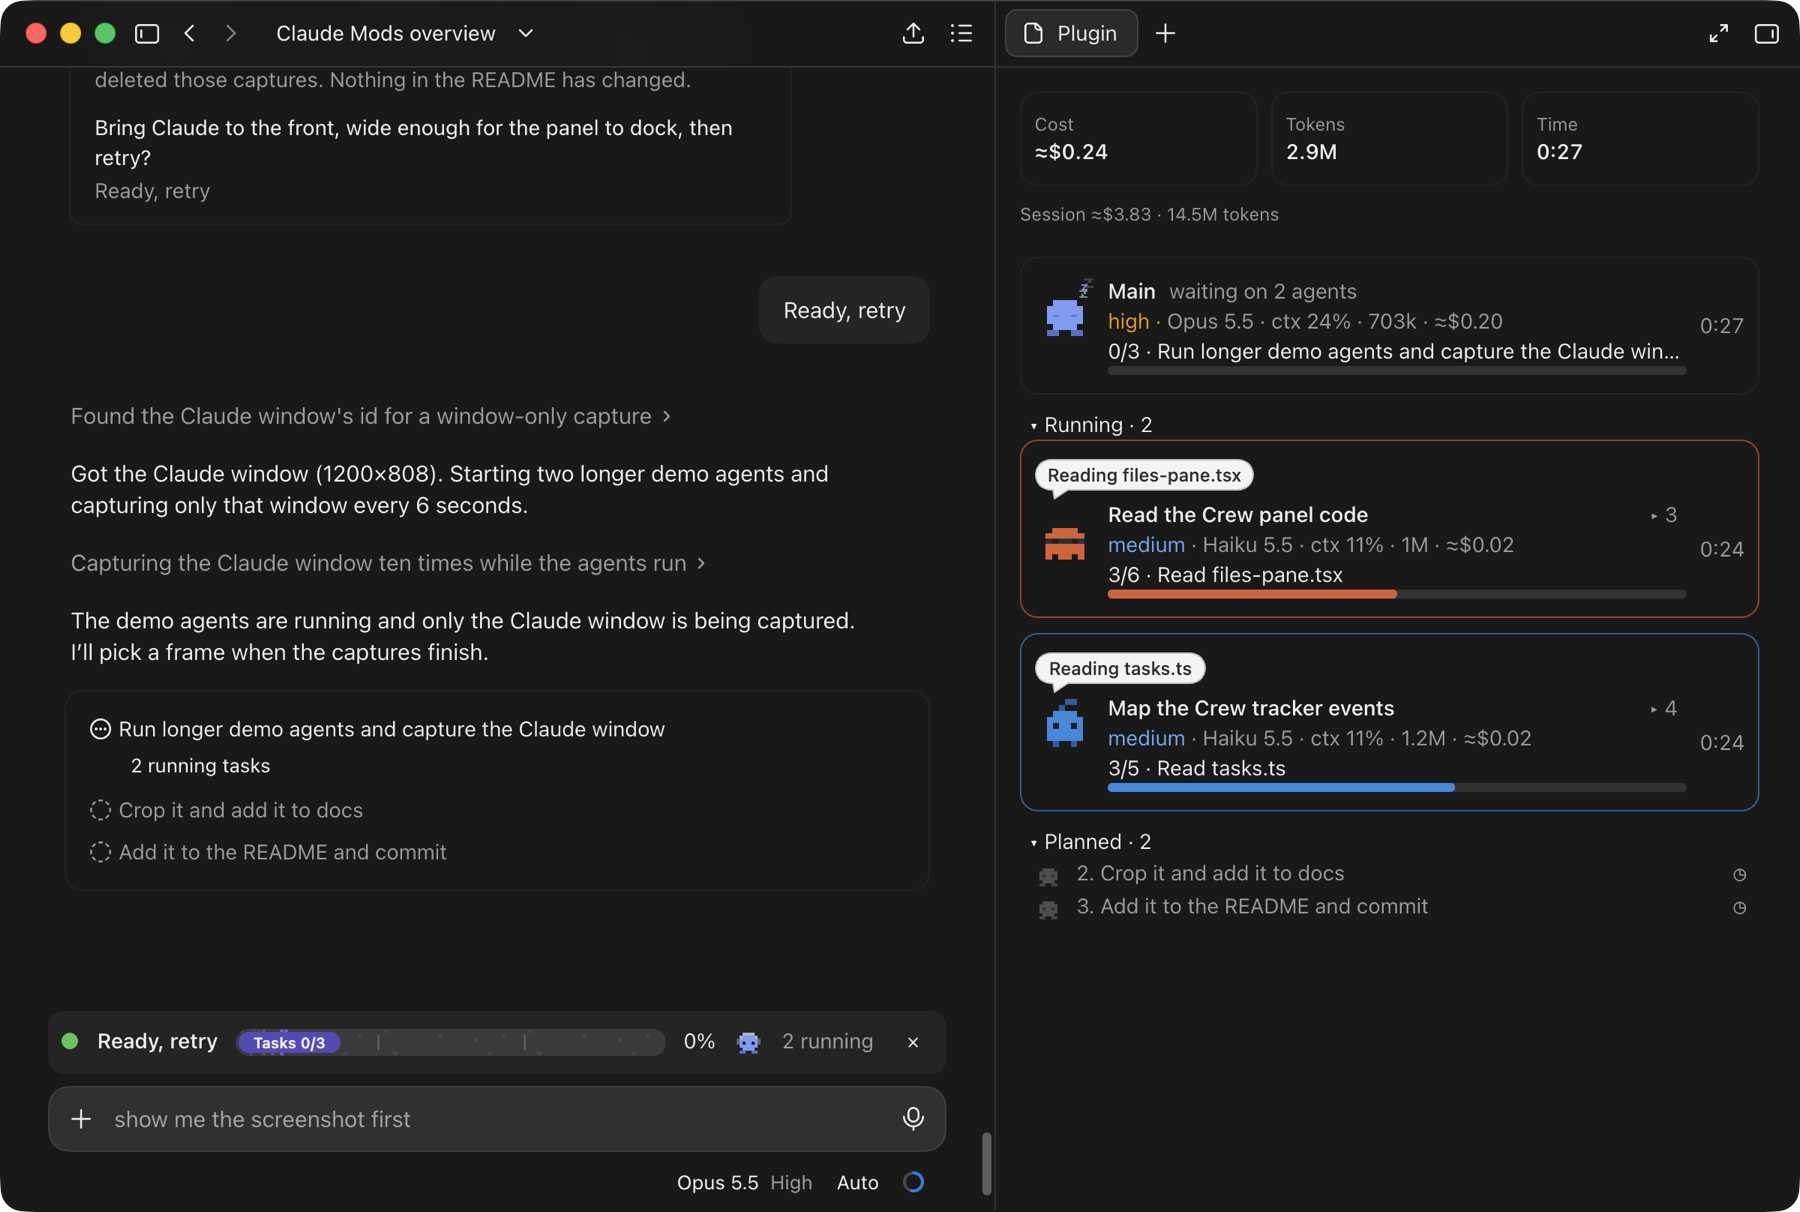 Claude Mods overview
deleted those captures. Nothing in the README has changed.
Bring Claude to the front, wide enough for the panel to dock, then
retry?
Ready, retry
Ready, retry
Found the Claude window's id for a window-only capture
Got the Claude window (1200×808). Starting two longer demo agents and
capturing only that window every 6 seconds.
Capturing the Claude window ten times while the agents run
The demo agents are running and only the Claude window is being captured.
I’ll pick a frame when the captures finish.
Run longer demo agents and capture the Claude window
2 running tasks
Crop it and add it to docs
Add it to the README and commit
Ready, retry Tasks 0/3 0% 2 running ×
show me the screenshot first
Opus 5.5 High Auto
Plugin
Cost Tokens Time
≈$0.24 2.9M 0:27
Session ≈$3.83 · 14.5M tokens
Main waiting on 2 agents
high · Opus 5.5 · ctx 24% · 703k · ≈$0.20 0:27
0/3 · Run longer demo agents and capture the Claude win...
Running · 2
Reading files-pane.tsx
Read the Crew panel code 3
medium · Haiku 5.5 · ctx 11% · 1M · ≈$0.02 0:24
3/6 · Read files-pane.tsx
Reading tasks.ts
Map the Crew tracker events 4
medium · Haiku 5.5 · ctx 11% · 1.2M · ≈$0.02 0:24
3/5 · Read tasks.ts
Planned · 2
2. Crop it and add it to docs
3. Add it to the README and commit